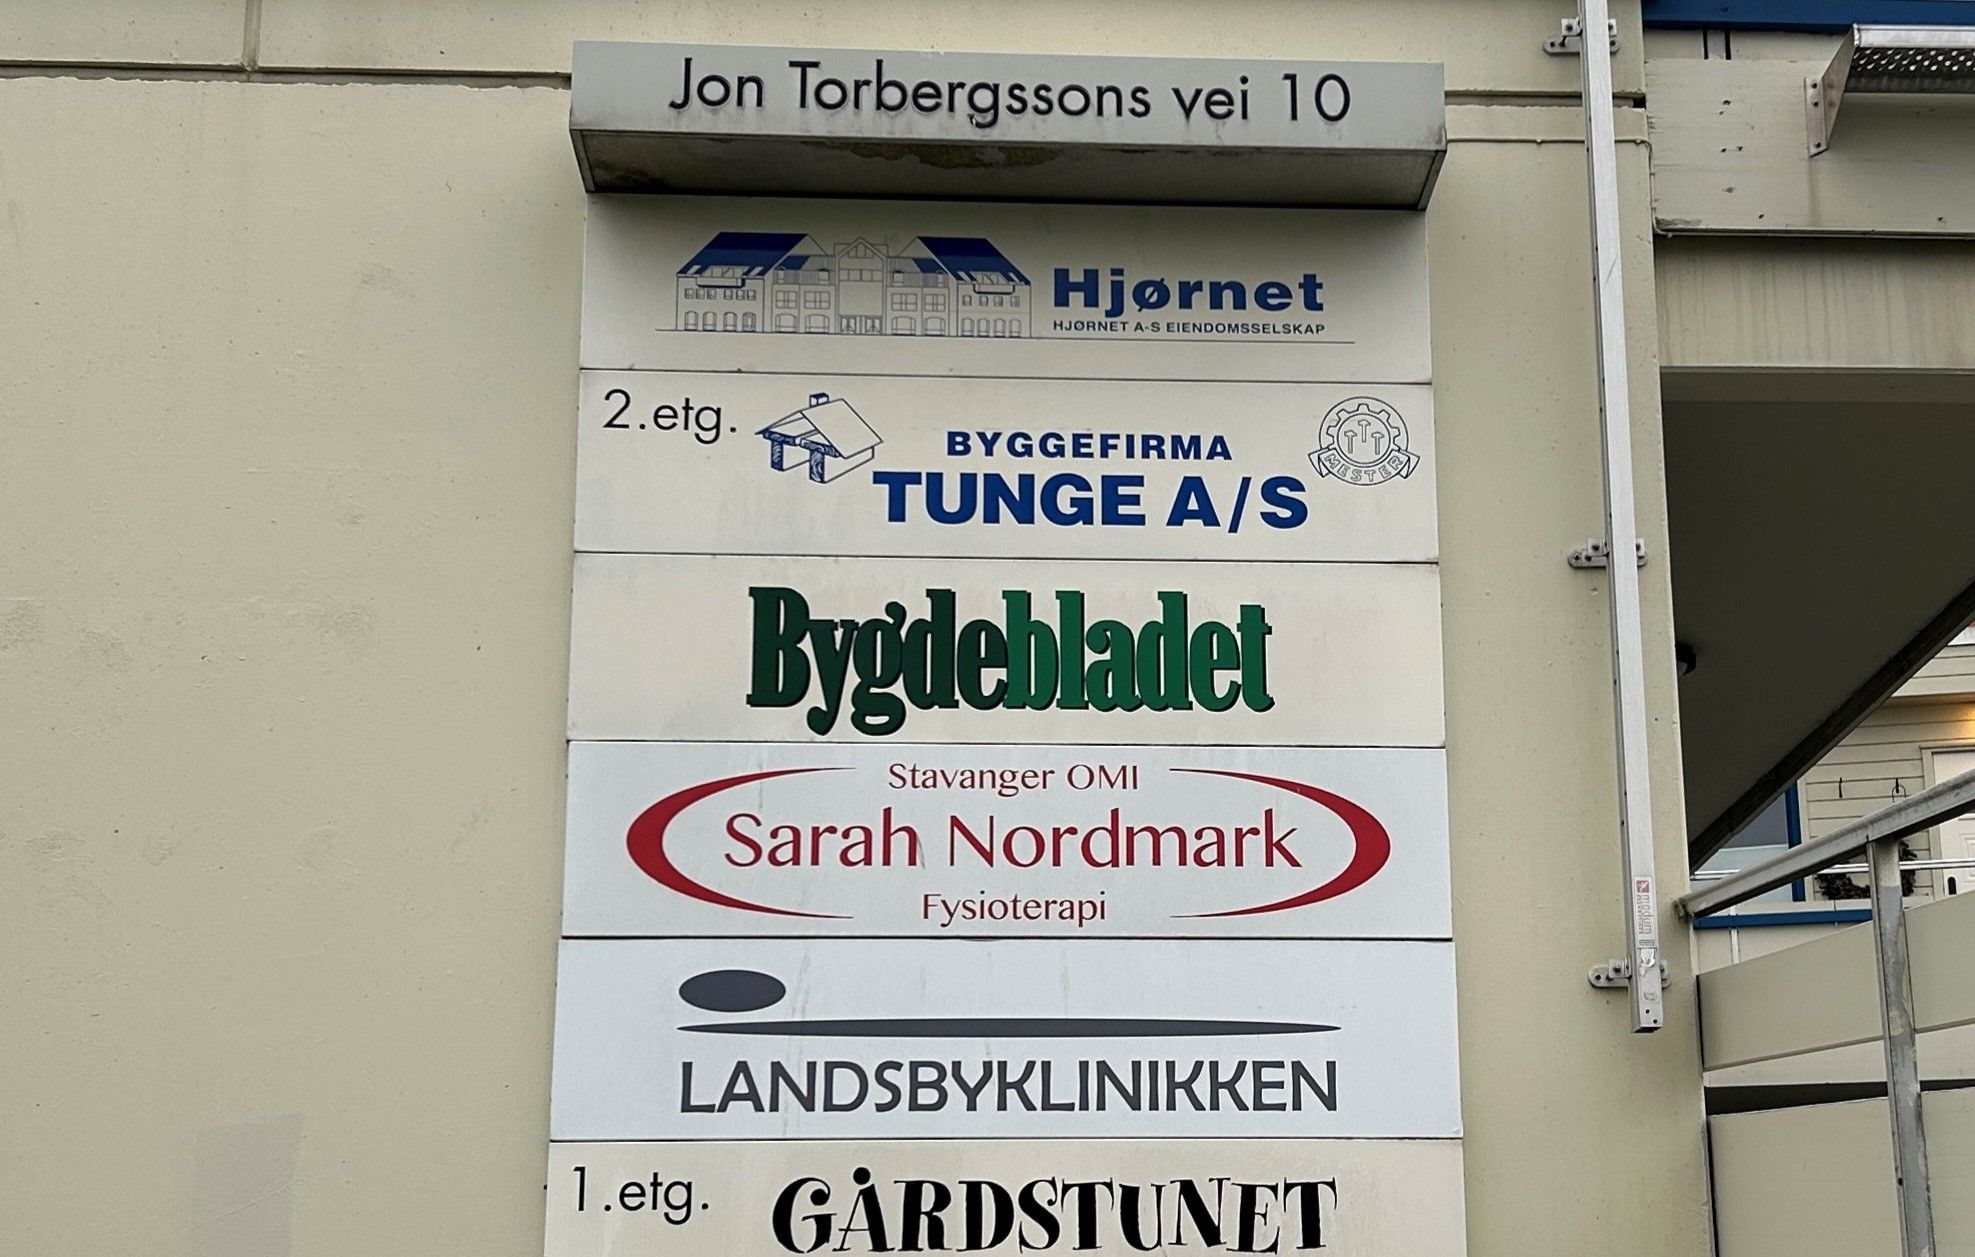 Jon Torbergssons vei 10
Hjørnet
HJØRNET A-S EIENDOMSSELSKAP
2.etg.
BYGGEFIRMA
TUNGE A/S
MESTER
Bygdebladet
Stavanger OMI
Sarah Nordmark
Fysioterapi
LANDSBYKLINIKKEN
1.etg.
GÅRDSTUNET